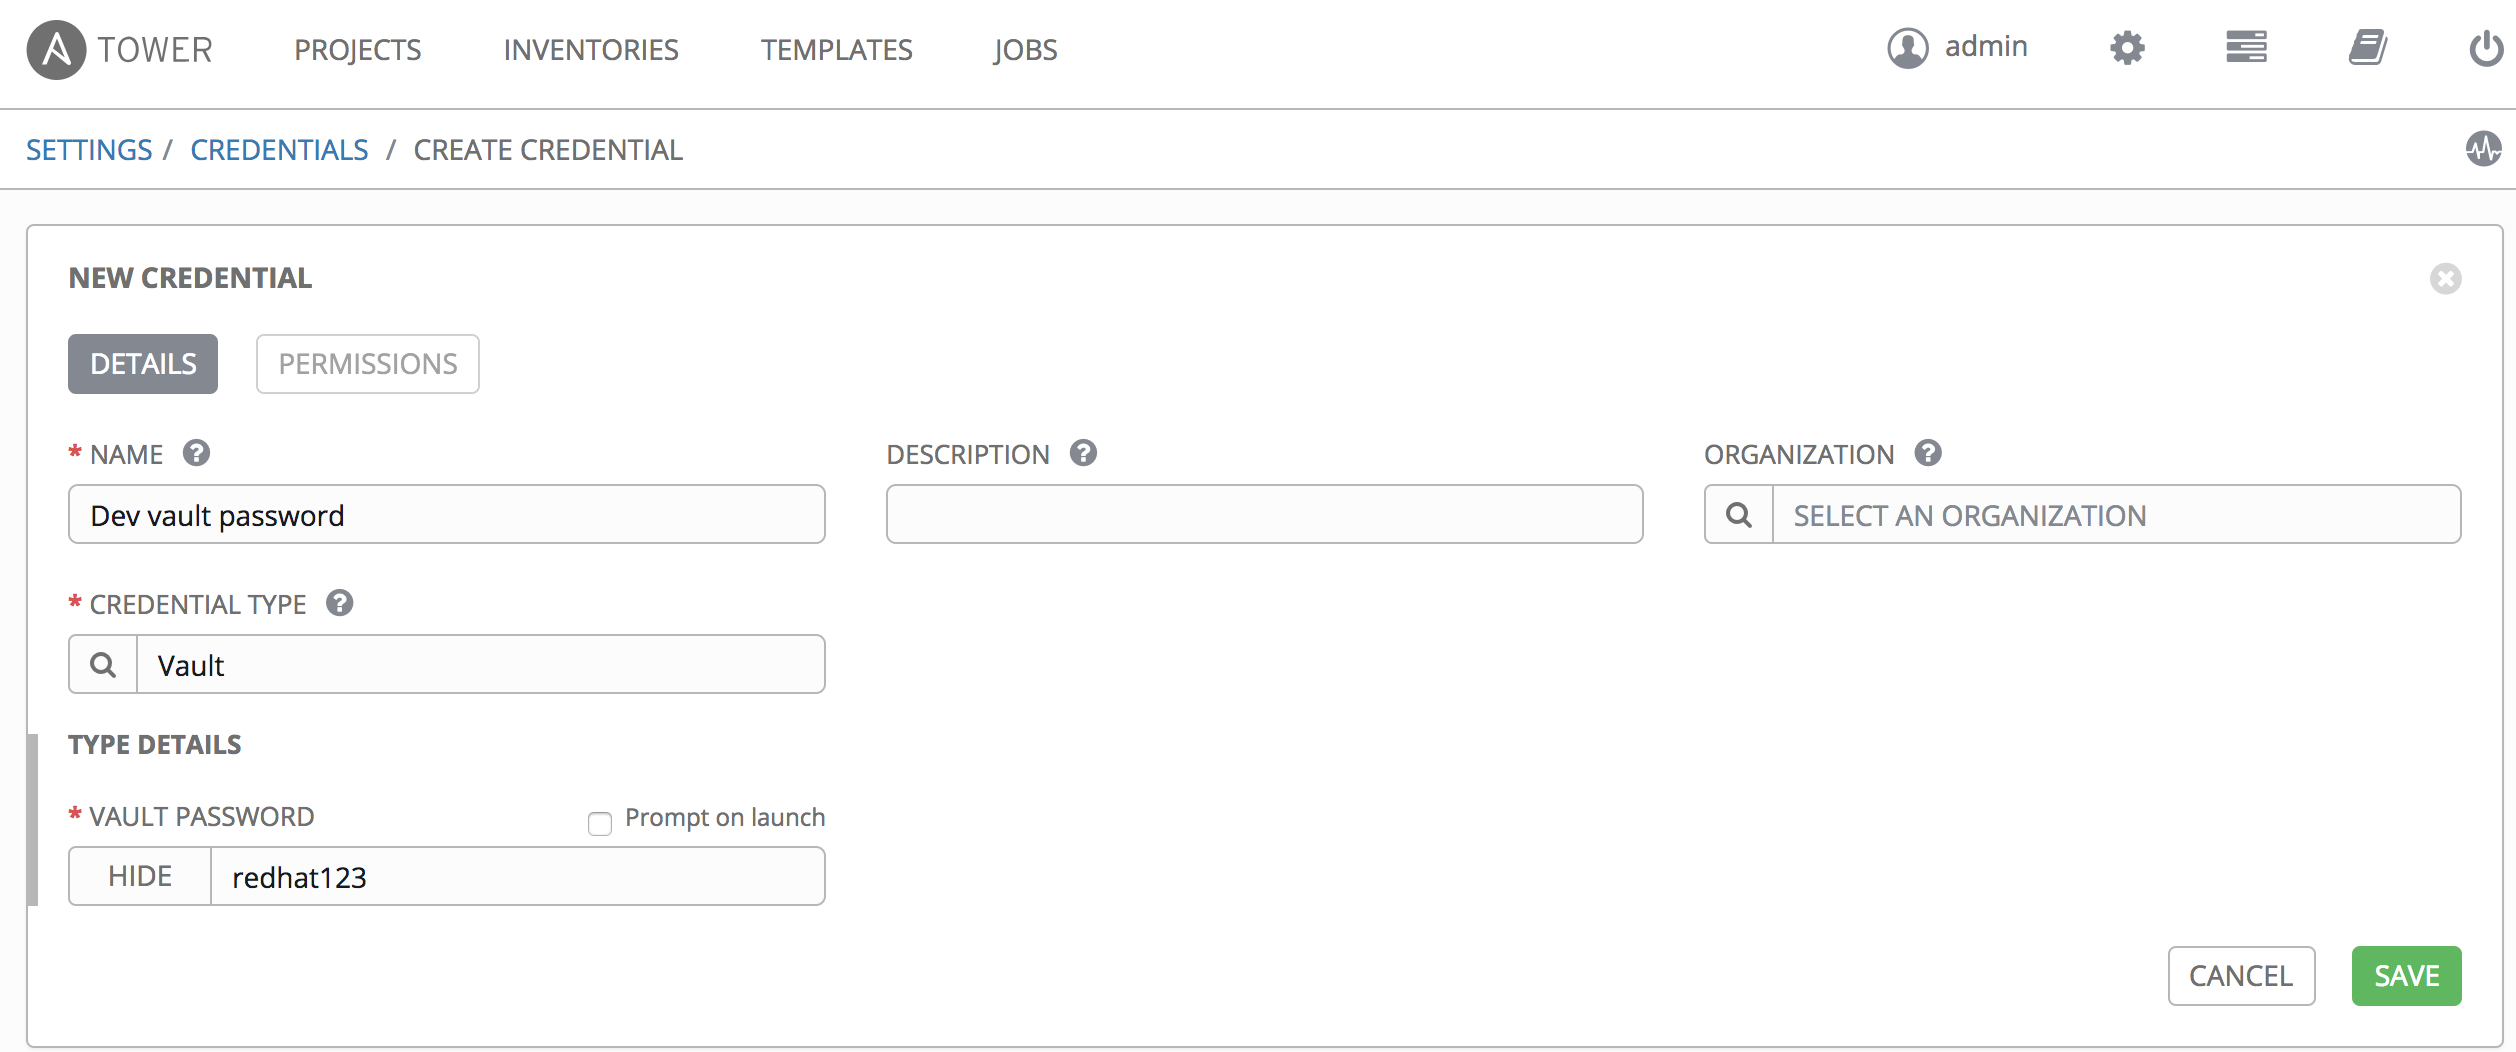 TOWER PROJECTS INVENTORIES TEMPLATES JOBS admin
SETTINGS / CREDENTIALS / CREATE CREDENTIAL
NEW CREDENTIAL
DETAILS PERMISSIONS
* NAME ? DESCRIPTION ? ORGANIZATION ?
Dev vault password SELECT AN ORGANIZATION
* CREDENTIAL TYPE ?
Vault
TYPE DETAILS
* VAULT PASSWORD Prompt on launch
HIDE redhat123
CANCEL SAVE